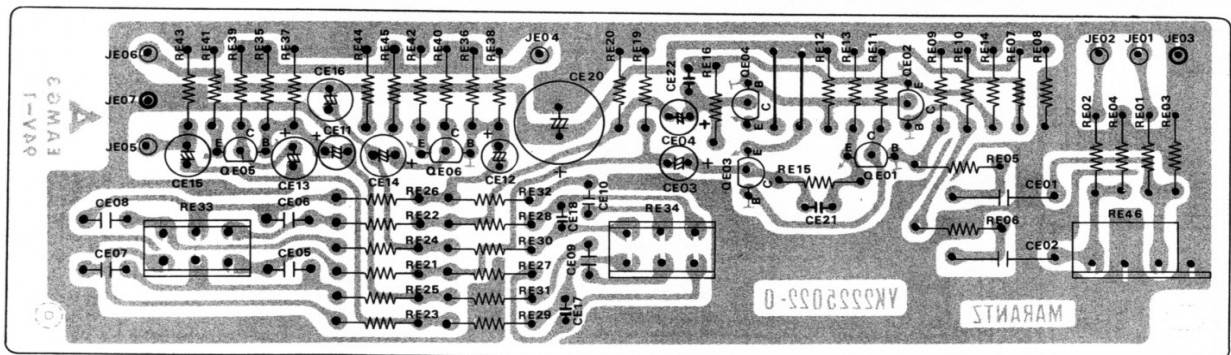 JE06
RE43
RE41
RE39
RE35
RE37
RE44
RE45
RE42
RE40
RE36
RE38
JE04
RE20
RE19
RE16
QE04
RE12
RE13
RE11
QE02
RE09
RE10
RE14
RE07
RE08
JE02
JE01
JE03
CE16
CE20
CE22
JE07
94V-1
EAMG3
B
C
E
E
C
B
RE02
RE04
RE01
RE03
CE11
CE04
JE05
E
C
B
E
C
B
E
C
B
E
C
B
CE15
QE05
CE13
CE14
QE06
CE12
CE03
QE03
RE15
QE01
RE05
CE21
CE01
CE08
RE33
CE06
RE26
RE32
CE10
RE34
RE46
RE22
RE28
CE18
RE06
RE24
RE30
CE07
CE05
RE21
RE27
CE09
CE02
RE25
RE31
YK2225022-0
MARANTZ
RE23
RE29
CE17